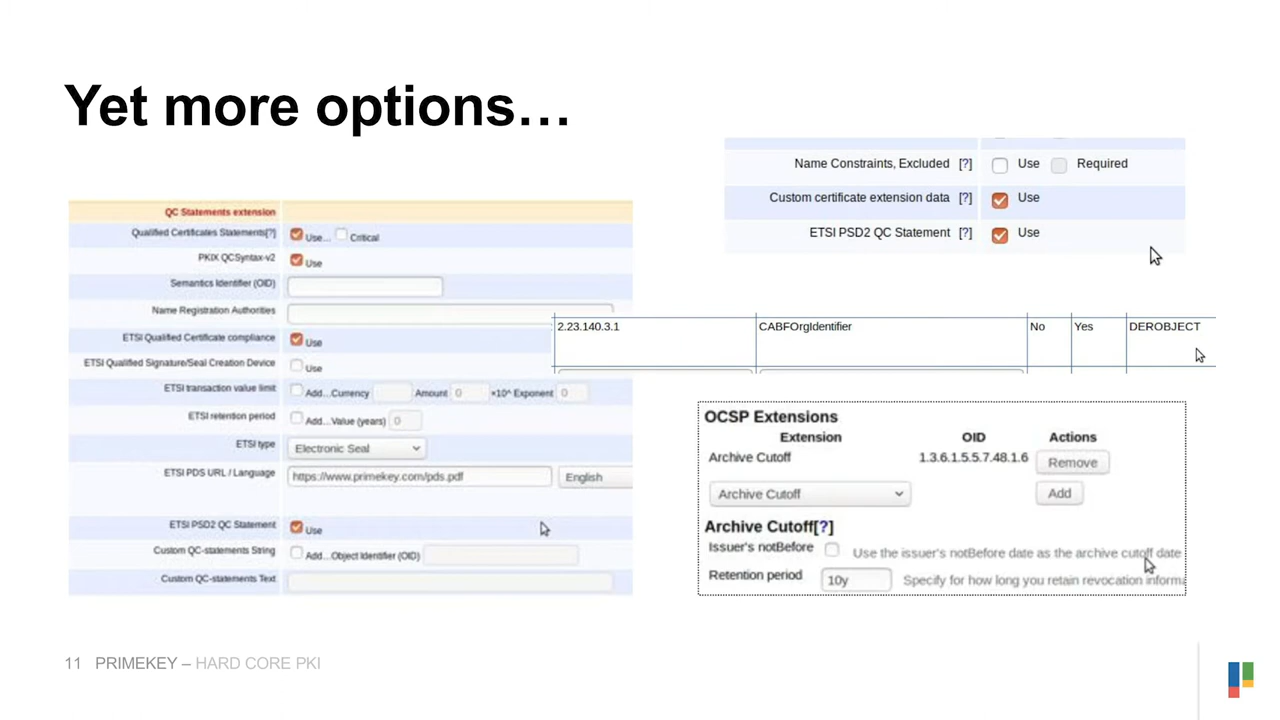 Yet more options…
QC Statements extension
Qualified Certificates Statements[?] Use... Critical
PKIX QCSyntax-v2 Use
Semantics Identifier (OID)
Name Registration Authorities
ETSI Qualified Certificate compliance Use
ETSI Qualified Signature/Seal Creation Device Use
ETSI transaction value limit Add...Currency Amount 0 *10^ Exponent 0
ETSI retention period Add...Value (years) 0
ETSI type Electronic Seal
ETSI PDS URL / Language https://www.primekey.com/pds.pdf English
ETSI PSD2 QC Statement Use
Custom QC-statements String Add...Object Identifier (OID)
Custom QC-statements Text
Name Constraints, Excluded [?] Use Required
Custom certificate extension data [?] Use
ETSI PSD2 QC Statement [?] Use
2.23.140.3.1 CABFOrgIdentifier No Yes DEROBJECT
OCSP Extensions
Extension OID Actions
Archive Cutoff 1.3.6.1.5.5.7.48.1.6 Remove
Archive Cutoff Add
Archive Cutoff[?]
Issuer's notBefore Use the issuer's notBefore date as the archive cutoff date
Retention period 10y Specify for how long you retain revocation informa
11 PRIMEKEY – HARD CORE PKI